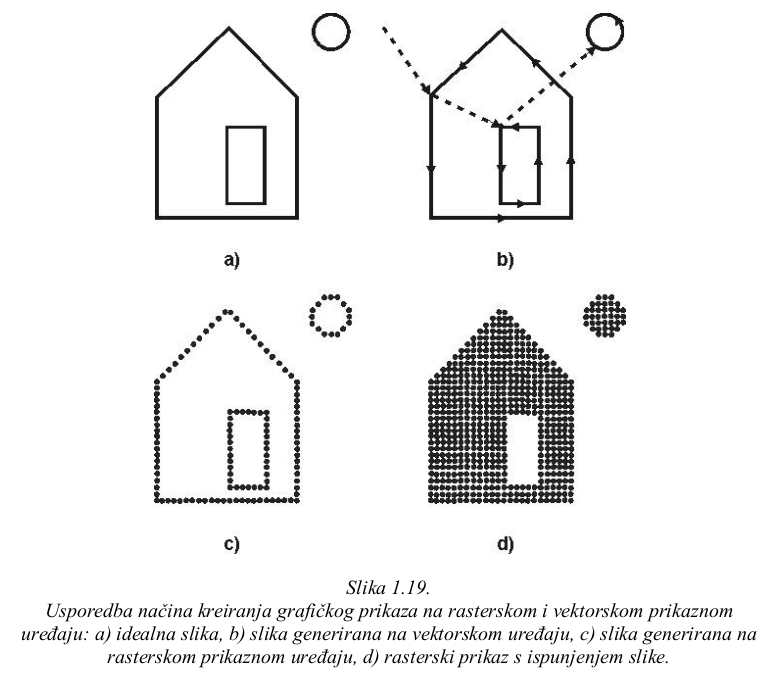 a)
b)
c)
d)
Slika 1.19.
Usporedba načina kreiranja grafičkog prikaza na rasterskom i vektorskom prikaznom
uređaju: a) idealna slika, b) slika generirana na vektorskom uređaju, c) slika generirana na
rasterskom prikaznom uređaju, d) rasterski prikaz s ispunjenjem slike.